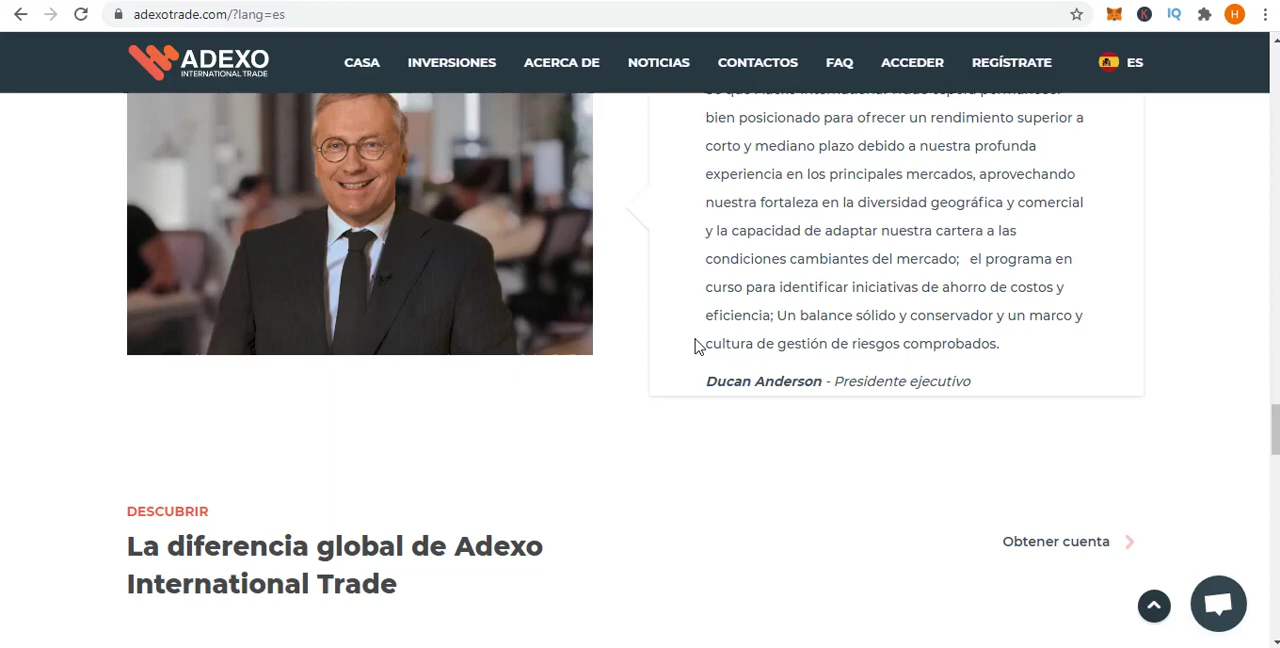 adexotrade.com/?lang=es
K
IQ
H
ADEXO
INTERNATIONAL TRADE
CASA INVERSIONES ACERCA DE NOTICIAS CONTACTOS FAQ ACCEDER REGÍSTRATE ES
bien posicionado para ofrecer un rendimiento superior a
corto y mediano plazo debido a nuestra profunda
experiencia en los principales mercados, aprovechando
nuestra fortaleza en la diversidad geográfica y comercial
y la capacidad de adaptar nuestra cartera a las
condiciones cambiantes del mercado; el programa en
curso para identificar iniciativas de ahorro de costos y
eficiencia; Un balance sólido y conservador y un marco y
cultura de gestión de riesgos comprobados.
Ducan Anderson - Presidente ejecutivo
DESCUBRIR
La diferencia global de Adexo
International Trade
Obtener cuenta